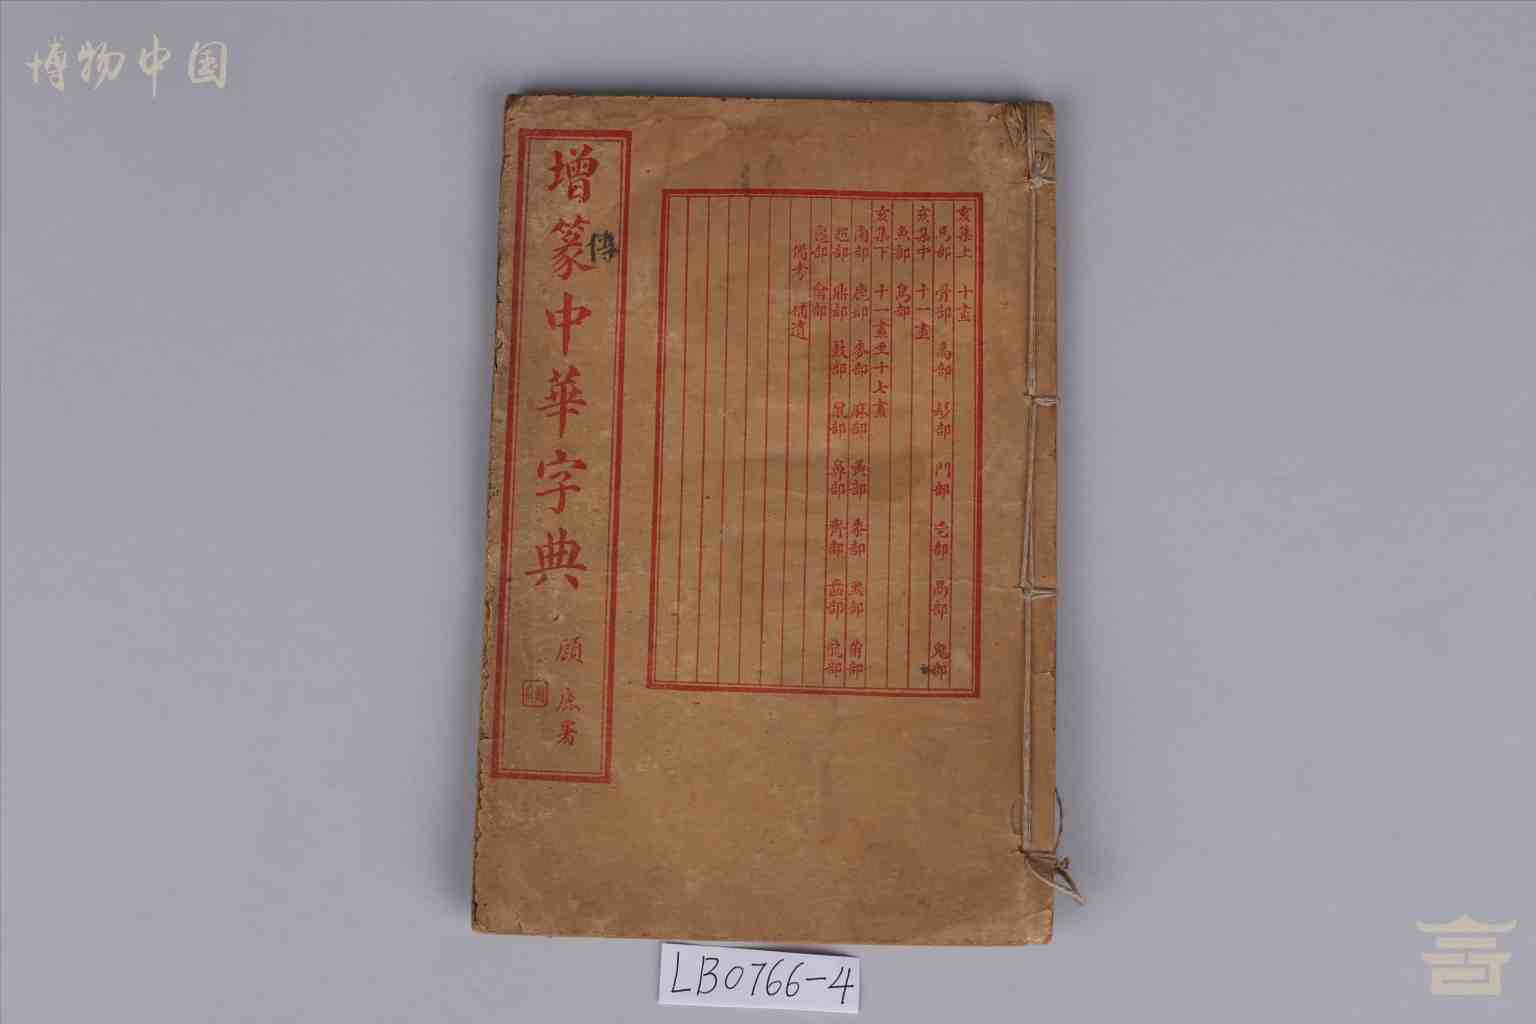 博物中国
增篆中華字典
傅
顧廉署
亥集上 十畫
馬部 骨部 高部 髟部 鬥部 鬯部 鬲部 鬼部
亥集中 十一畫
魚部 鳥部
亥集下 十一畫至十七畫
鹵部 鹿部 麥部 麻部 黃部 黍部 黑部 黹部
黽部 鼎部 鼓部 鼠部 鼻部 齊部 齒部 龍部
龜部 龠部
備考 補遺
LB0766-4